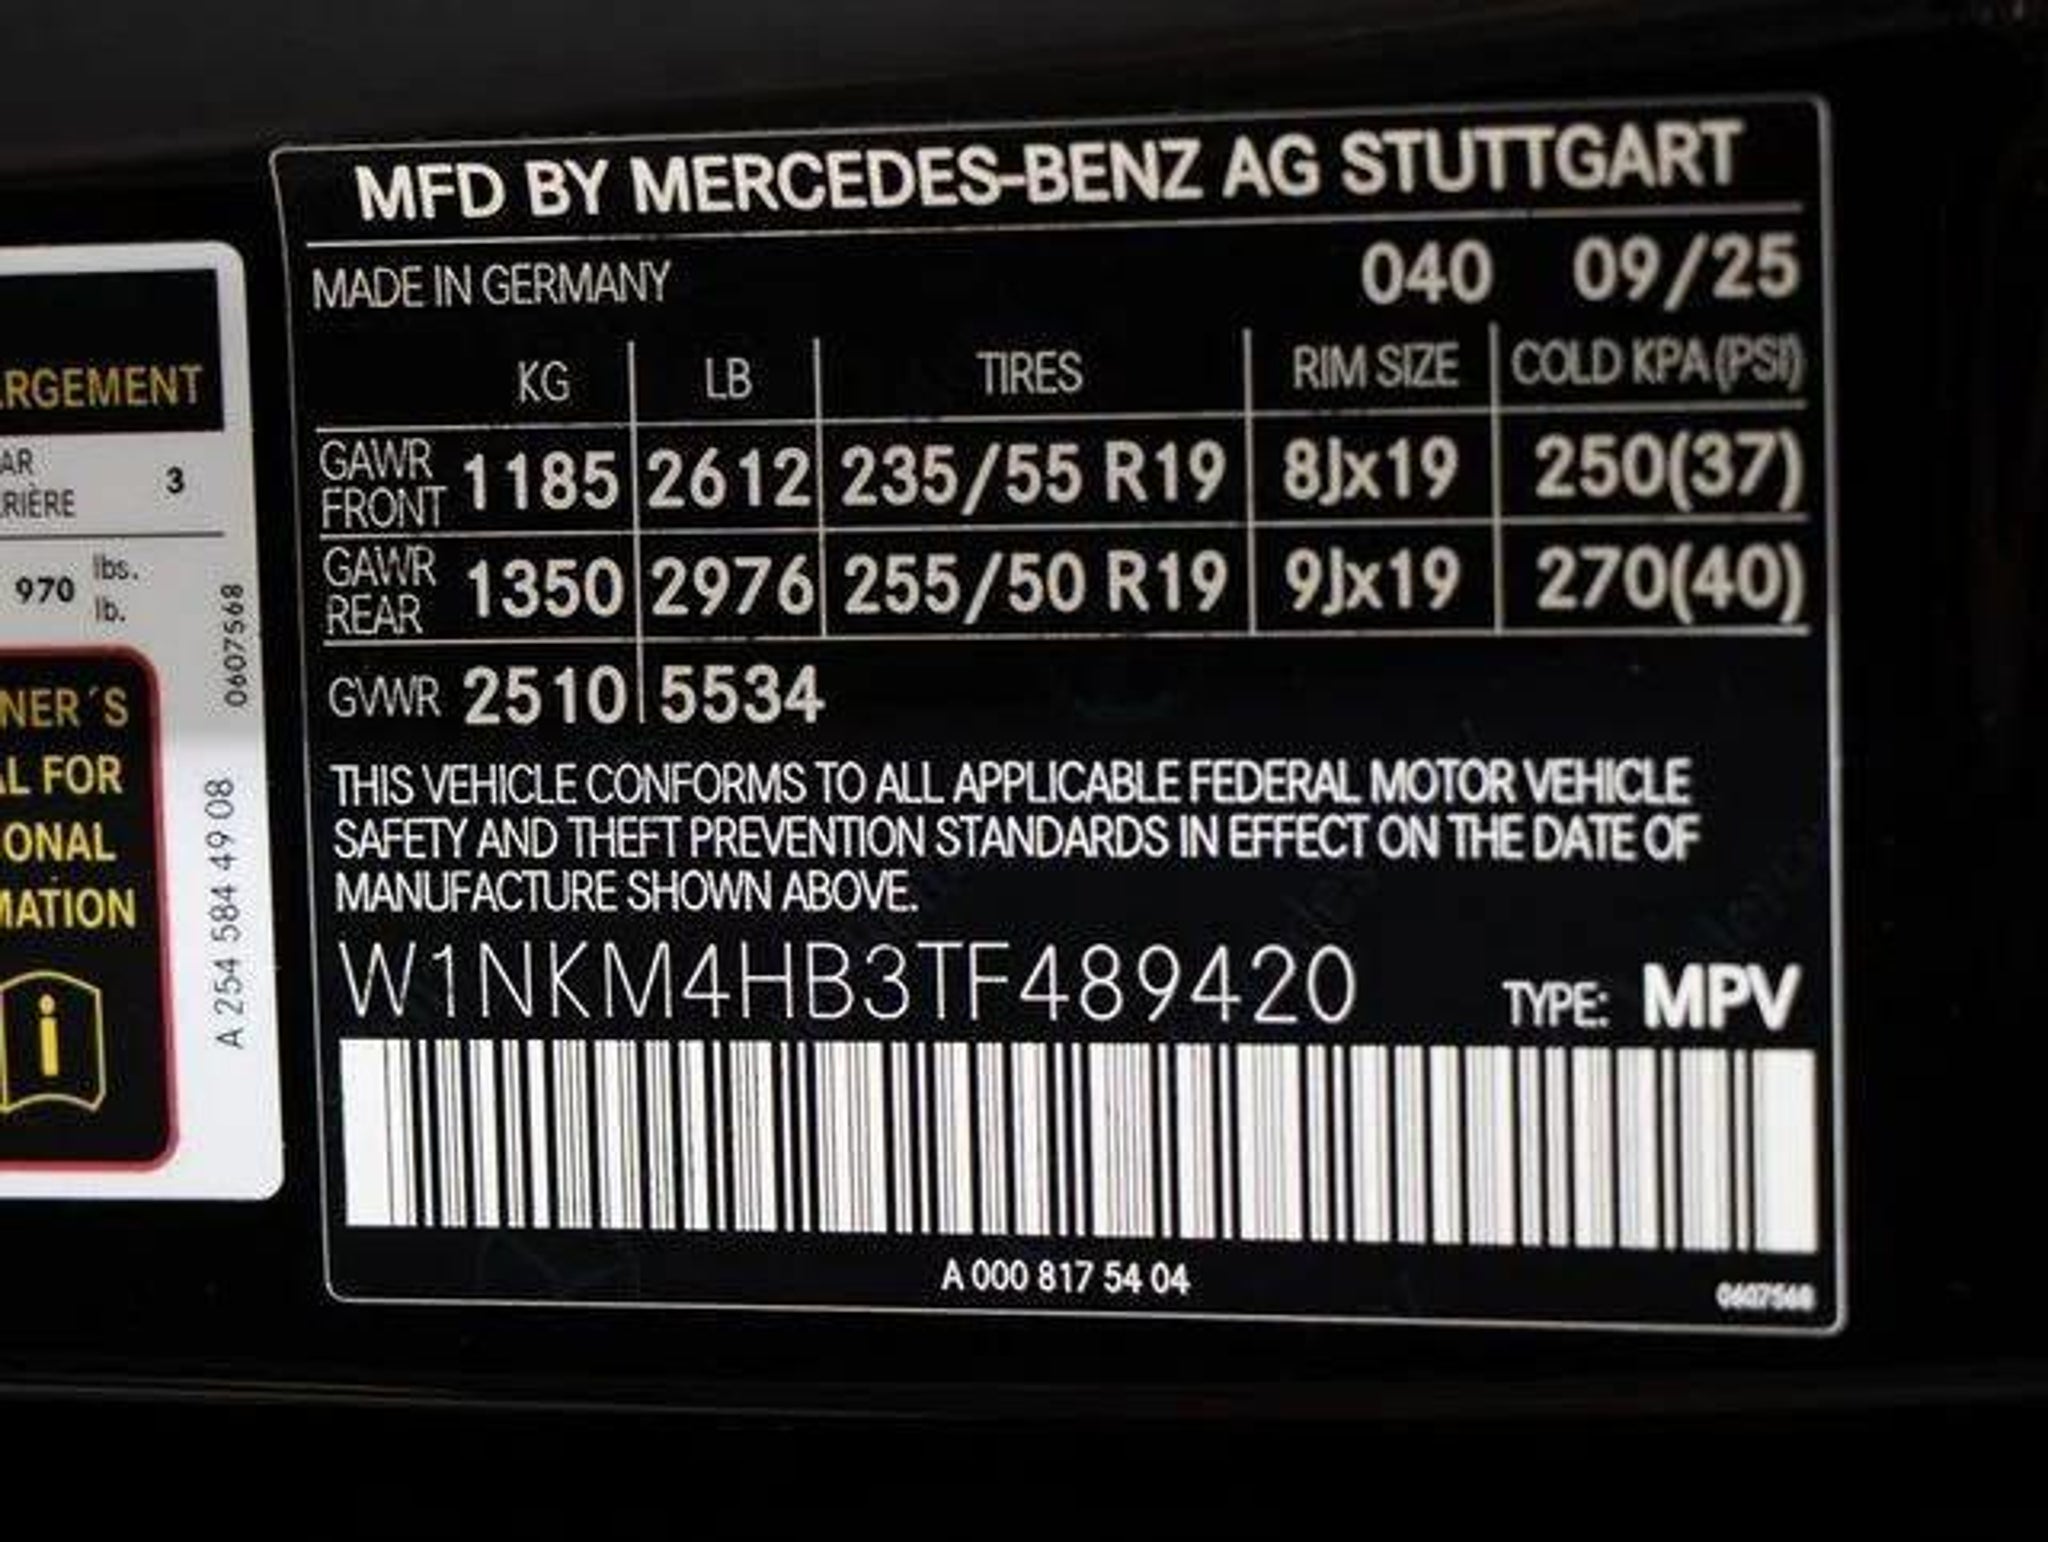 MFD BY MERCEDES-BENZ AG STUTTGART
MADE IN GERMANY 040 09/25
KG LB TIRES RIM SIZE COLD KPA (PSI)
GAWR FRONT 1185 2612 235/55 R19 8Jx19 250(37)
GAWR REAR 1350 2976 255/50 R19 9Jx19 270(40)
GVWR 2510 5534
THIS VEHICLE CONFORMS TO ALL APPLICABLE FEDERAL MOTOR VEHICLE
SAFETY AND THEFT PREVENTION STANDARDS IN EFFECT ON THE DATE OF
MANUFACTURE SHOWN ABOVE.
W1NKM4HB3TF489420 TYPE: MPV
A 000 817 54 04
0607568
RGEMENT
AR 3
RIÈRE
970 lbs.
lb.
NER´S
L FOR
ONAL
MATION
i
A 254 584 49 08 0607568